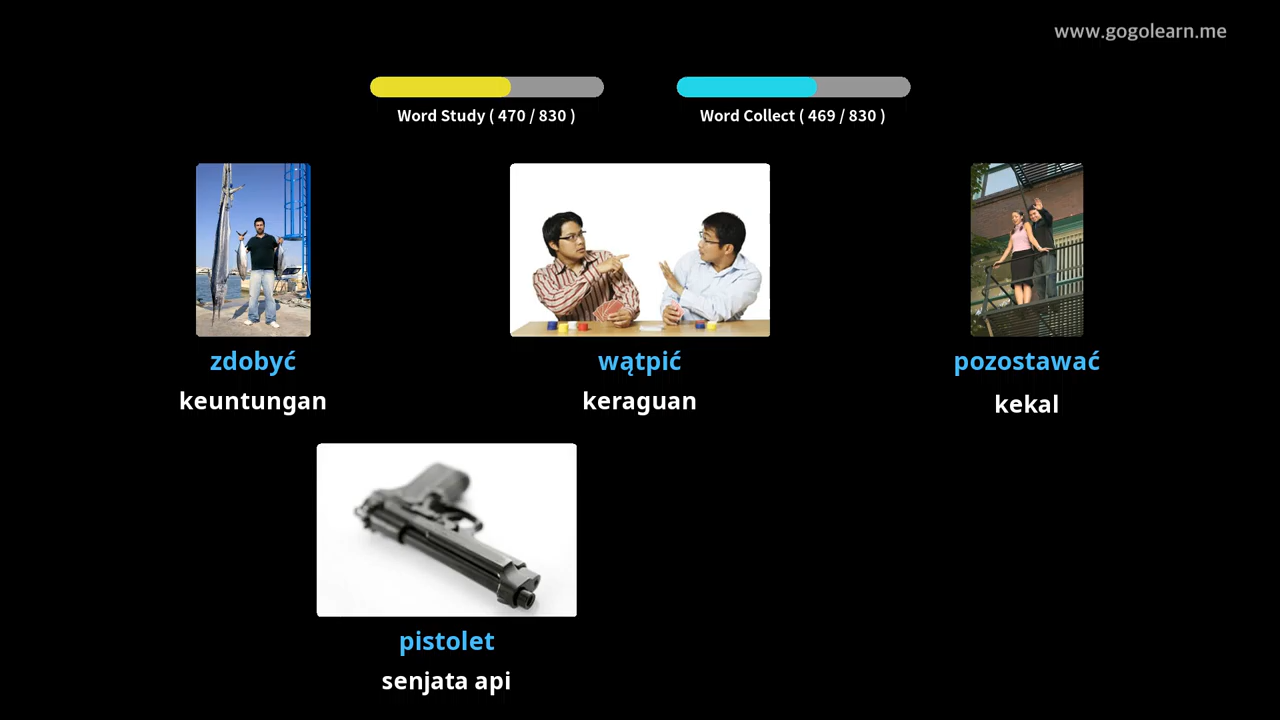 www.gogolearn.me
Word Study ( 470 / 830 )
Word Collect ( 469 / 830 )
zdobyć
keuntungan
wątpić
keraguan
pozostawać
kekal
pistolet
senjata api